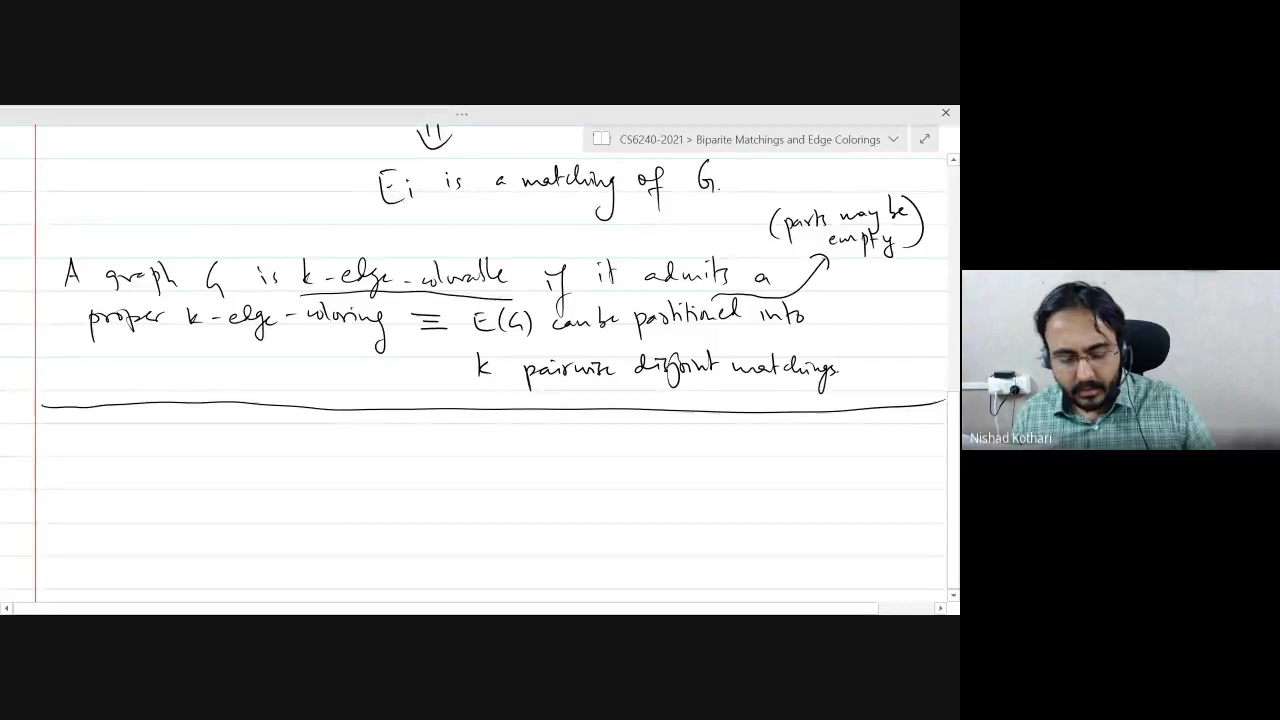 CS6240-2021 > Biparite Matchings and Edge Colorings
Ei is a matching of G.
(parts may be
empty)
A graph G is k-edge-colorable if it admits a
proper k-edge-coloring ≡ E(G) can be partitioned into
k pairwise disjoint matchings.
Nishad Kothari